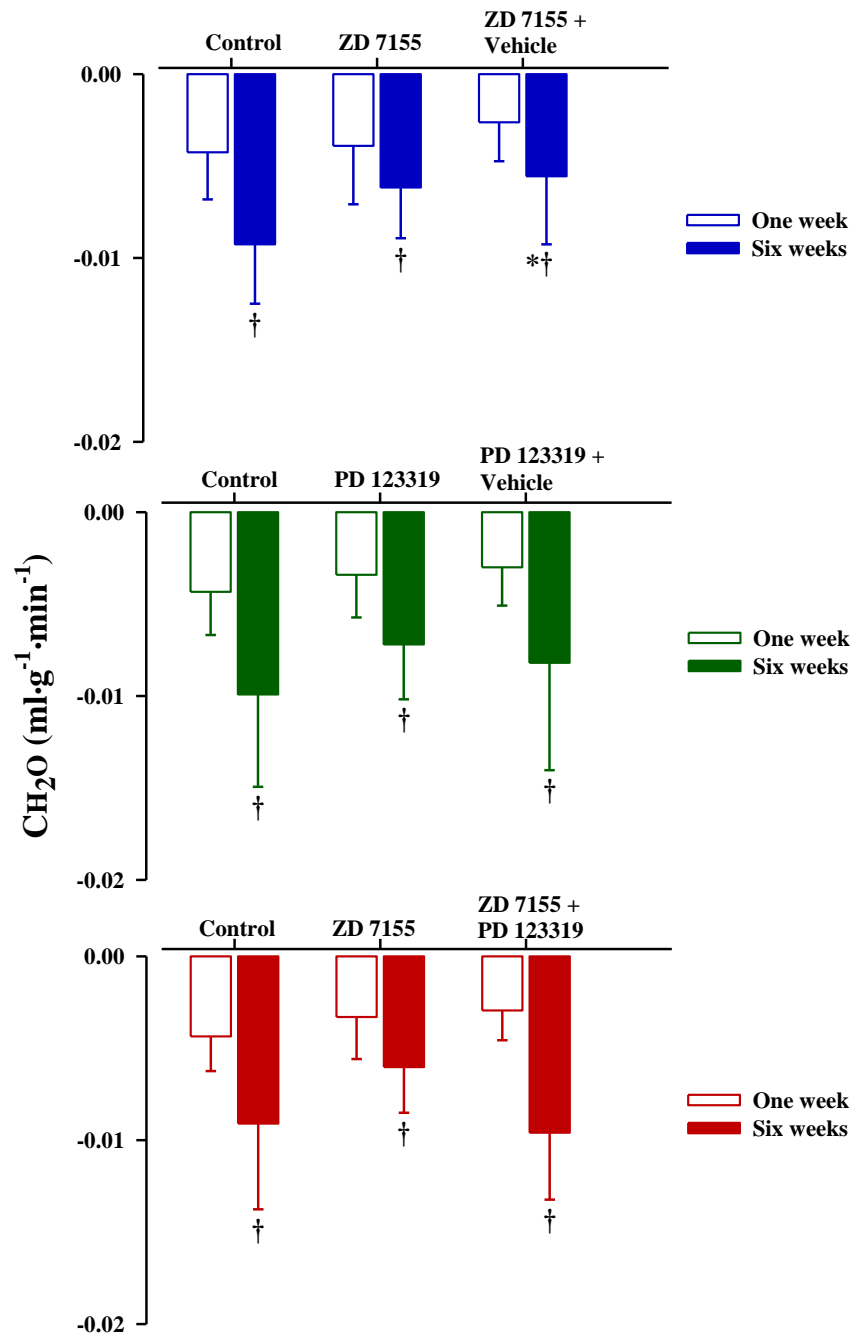 Control
ZD 7155
ZD 7155 +
Vehicle
0.00
-0.01
-0.02
†
†
*†
One week
Six weeks
Control
PD 123319
PD 123319 +
Vehicle
0.00
-0.01
-0.02
†
†
†
One week
Six weeks
CH₂O (ml·g⁻¹·min⁻¹)
Control
ZD 7155
ZD 7155 +
PD 123319
0.00
-0.01
-0.02
†
†
†
One week
Six weeks